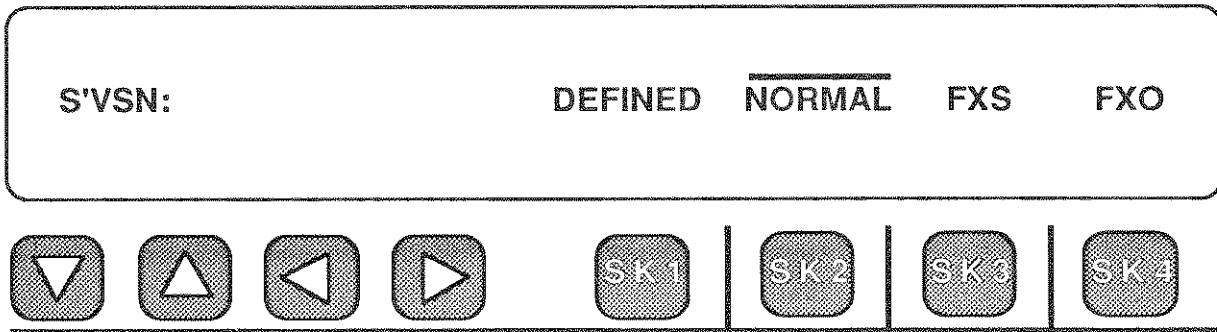 S'VSN: DEFINED NORMAL FXS FXO
SK1 SK2 SK3 SK4